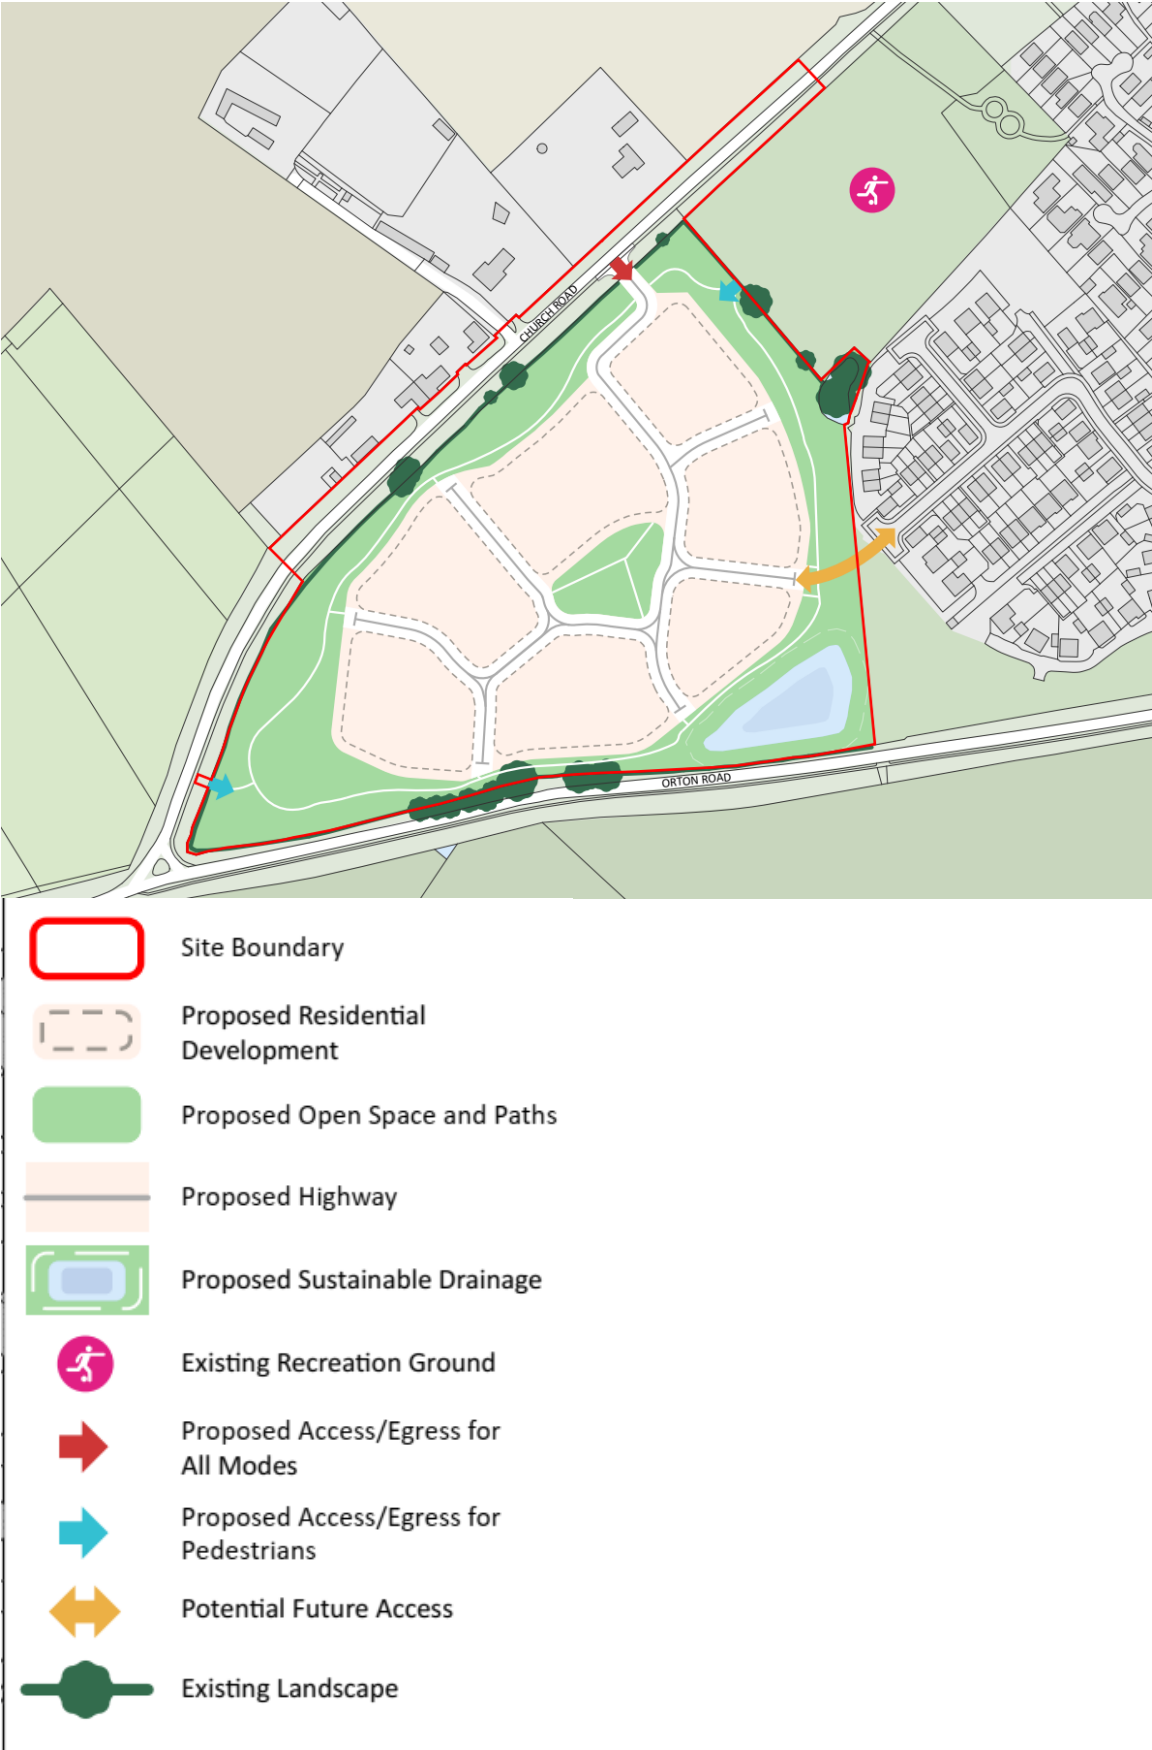 CHURCH ROAD
ORTON ROAD
Site Boundary
Proposed Residential
Development
Proposed Open Space and Paths
Proposed Highway
Proposed Sustainable Drainage
Existing Recreation Ground
Proposed Access/Egress for
All Modes
Proposed Access/Egress for
Pedestrians
Potential Future Access
Existing Landscape